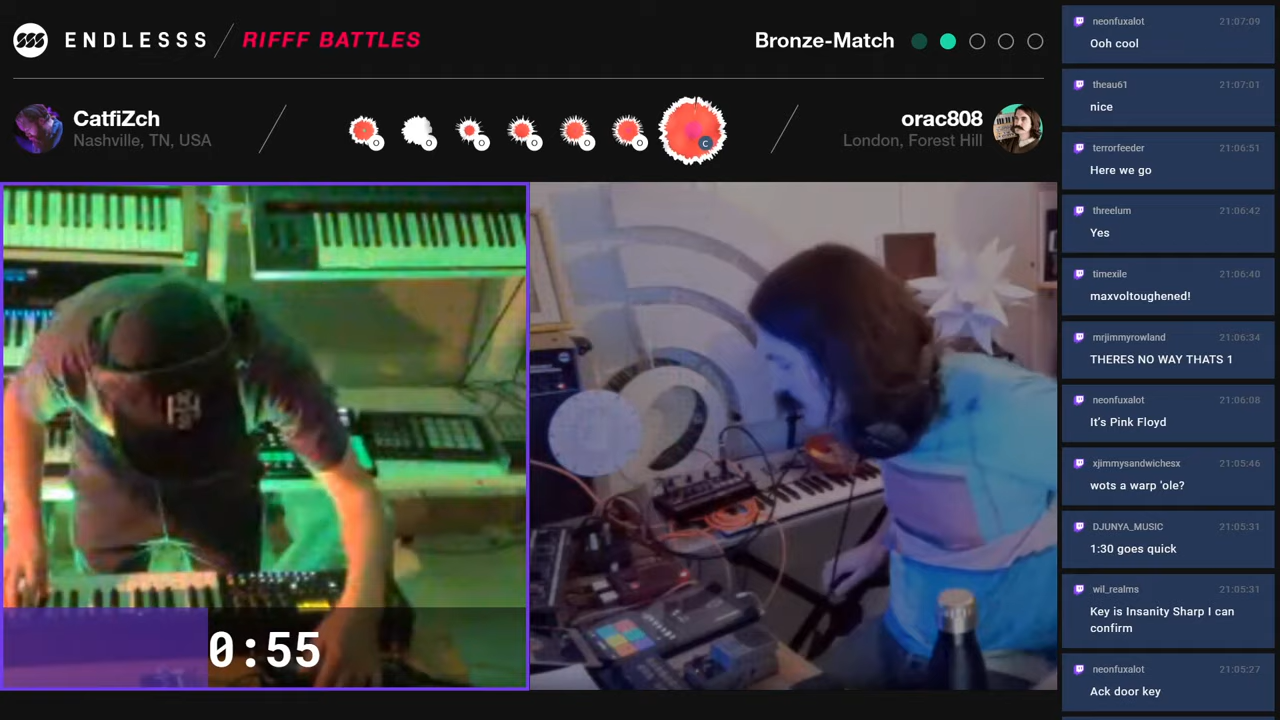 ENDLESSS
RIFFF BATTLES
Bronze-Match
CatfiZch
Nashville, TN, USA
O
O
O
O
O
O
C
orac808
London, Forest Hill
0:55
neonfuxalot 21:07:09
Ooh cool
theau61 21:07:01
nice
terrorfeeder 21:06:51
Here we go
threelum 21:06:42
Yes
timexile 21:06:40
maxvoltoughened!
mrjimmyrowland 21:06:34
THERES NO WAY THATS 1
neonfuxalot 21:06:08
It's Pink Floyd
xjimmysandwichesx 21:05:46
wots a warp 'ole?
DJUNYA_MUSIC 21:05:31
1:30 goes quick
wil_realms 21:05:31
Key is Insanity Sharp I can
confirm
neonfuxalot 21:05:27
Ack door key